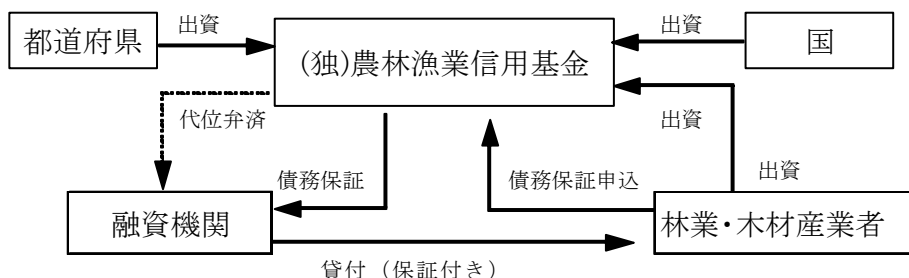 出資
出資
都道府県
国
(独)農林漁業信用基金
代位弁済
出資
債務保証
債務保証申込
出資
融資機関
林業・木材産業者
貸付（保証付き）